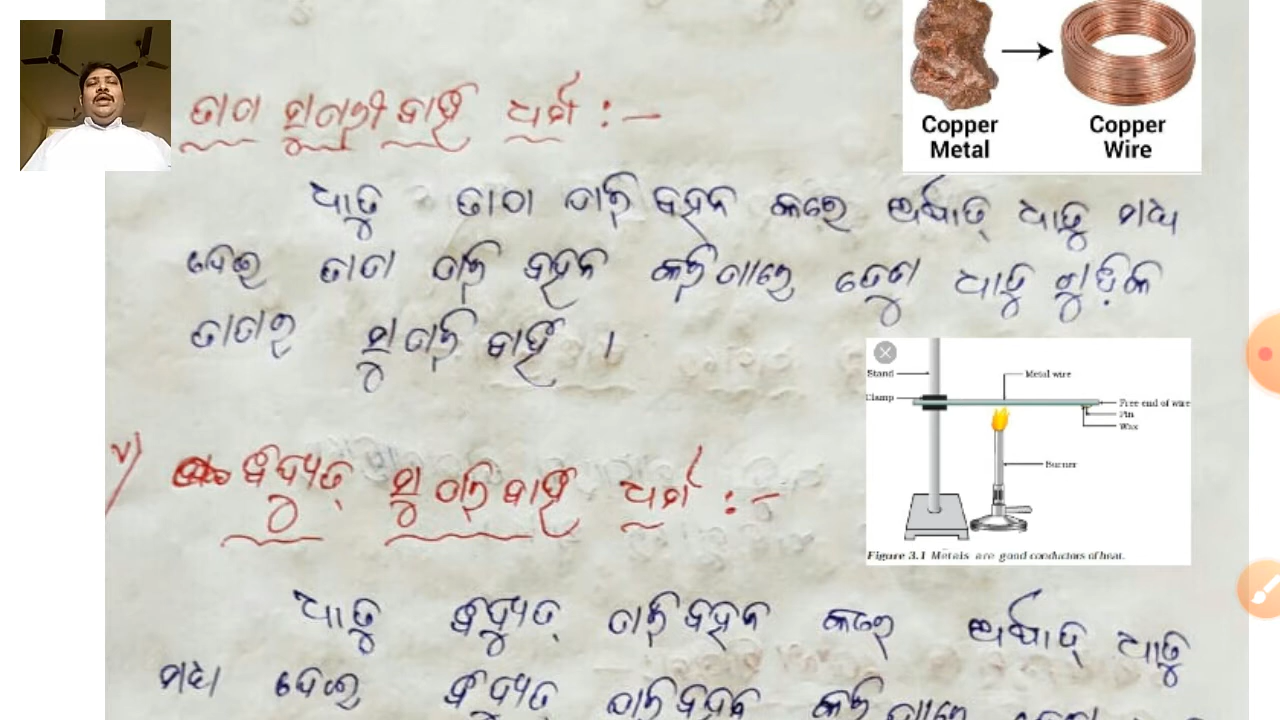 Copper Metal
Copper Wire
ତାପ ସୁପରିବାହୀ ଧର୍ମ :-
ଧାତୁ ତାପ ପରିବହନ କରେ ଅର୍ଥାତ୍ ଧାତୁ ମଧ୍ୟ
ଦେଇ ତାପ ପରିବହନ କରିପାରେ ତେଣୁ ଧାତୁ ଗୁଡ଼ିକ
ତାପର ସୁପରିବାହୀ ।
Stand
Metal wire
Clamp
Free end of wire
Pin
Wax
Burner
Figure 3.1 Metals are good conductors of heat.
v) ବିଦ୍ୟୁତ୍ ସୁପରିବାହୀ ଧର୍ମ :-
ଧାତୁ ବିଦ୍ୟୁତ୍ ପରିବହନ କରେ ଅର୍ଥାତ୍ ଧାତୁ
ମଧ୍ୟ ଦେଇ ବିଦ୍ୟୁତ୍ ପରିବହନ କରିପାରେ